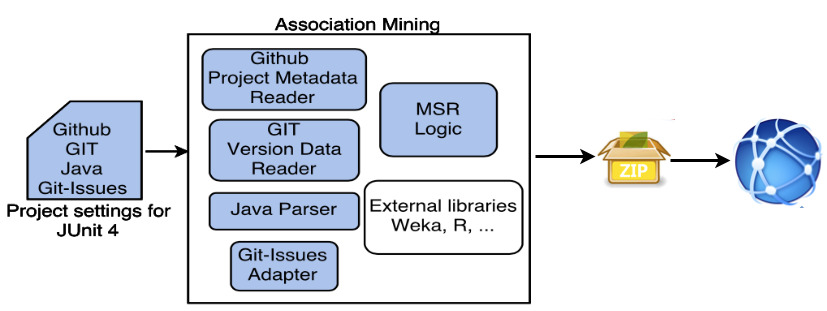 Association Mining
Github
GIT
Java
Git-Issues
Project settings for
JUnit 4
Github
Project Metadata
Reader
GIT
Version Data
Reader
Java Parser
Git-Issues
Adapter
MSR
Logic
External libraries
Weka, R, ...
ZIP